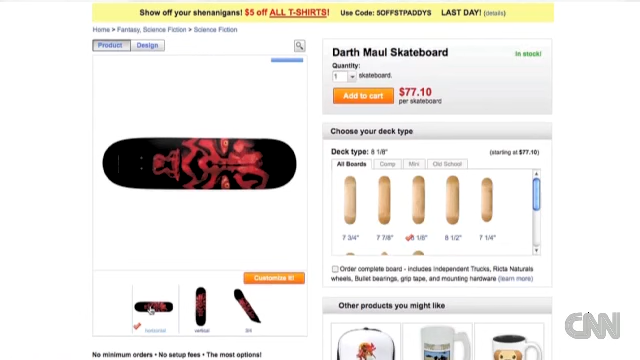 Show off your shenanigans! $5 off ALL T-SHIRTS! Use Code: 5OFFSTPADDYS LAST DAY! (details)
Home > Fantasy, Science Fiction > Science Fiction
Product Design
Darth Maul Skateboard
In stock!
Quantity:
1 skateboard.
Add to cart
$77.10
per skateboard
Choose your deck type
Deck type: 8 1/8"
(starting at $77.10)
All Boards Comp Mini Old School
7 3/4" 7 7/8" 8 1/8" 8 1/2" 7 1/4"
Customize it!
Order complete board - includes Independent Trucks, Ricta Naturals
wheels, Bullet bearings, grip tape, and mounting hardware (learn more)
horizontal vertical 3/4
Other products you might like
No minimum orders • No setup fees • The most options!
CNN